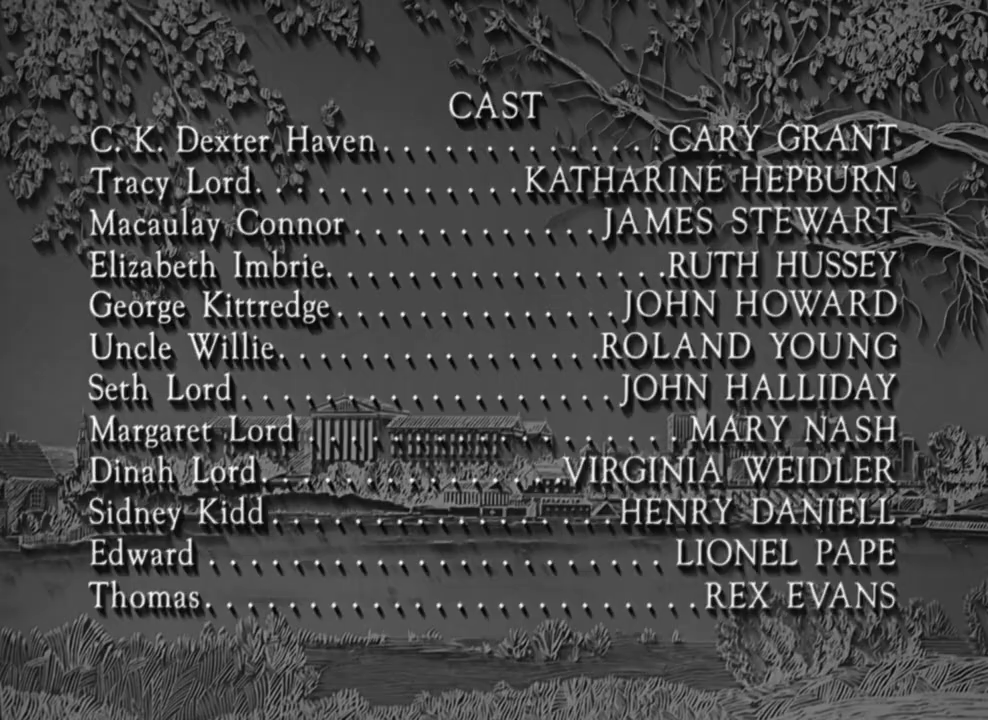 CAST
C. K. Dexter Haven..............CARY GRANT
Tracy Lord............KATHARINE HEPBURN
Macaulay Connor............JAMES STEWART
Elizabeth Imbrie.................RUTH HUSSEY
George Kittredge..............JOHN HOWARD
Uncle Willie................ROLAND YOUNG
Seth Lord..................JOHN HALLIDAY
Margaret Lord...................MARY NASH
Dinah Lord...............VIRGINIA WEIDLER
Sidney Kidd.................HENRY DANIELL
Edward......................LIONEL PAPE
Thomas........................REX EVANS